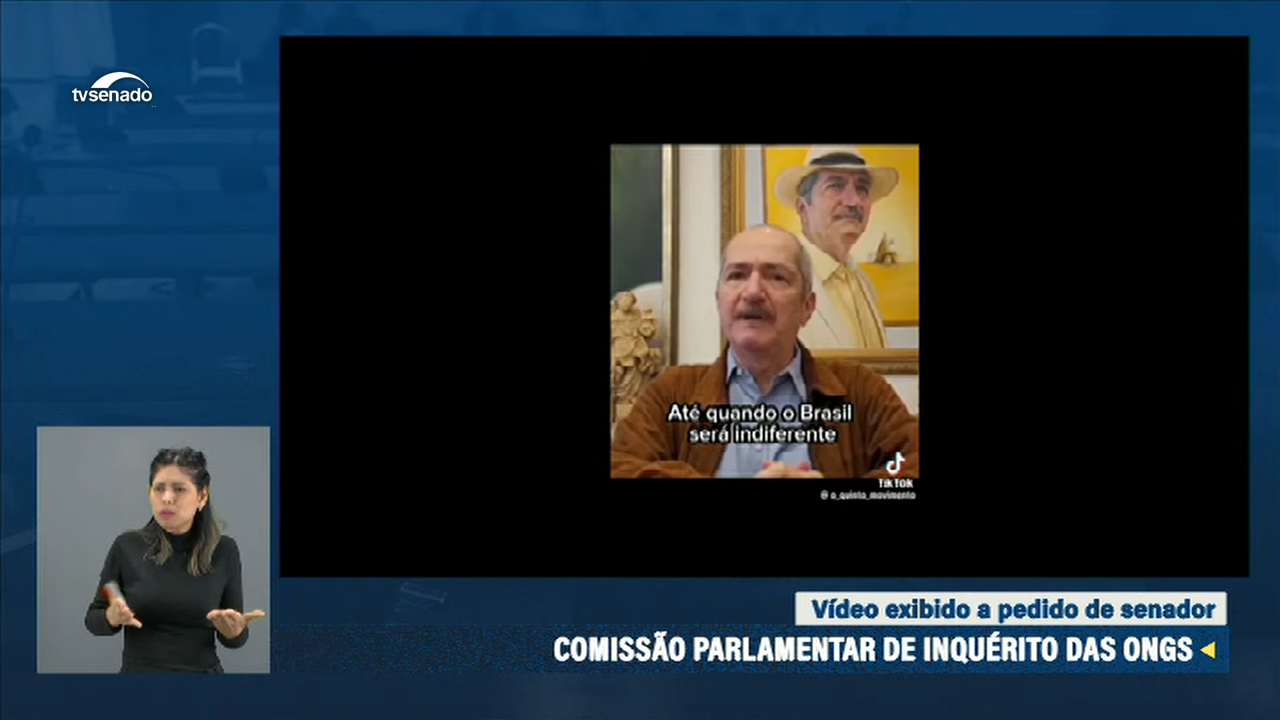 tvsenado
Até quando o Brasil
será indiferente
TikTok
@ o_quinto_movimento
Vídeo exibido a pedido de senador
COMISSÃO PARLAMENTAR DE INQUÉRITO DAS ONGS